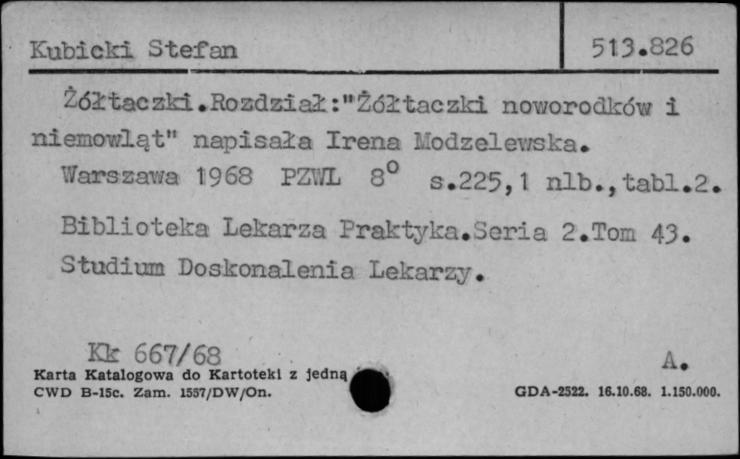 Kubicki Stefan 513.826
Żółtaczki.Rozdział:"Żółtaczki noworodków i
niemowląt" napisała Irena Modzelewska.
Warszawa 1968 PZWL 8° s.225,1 nlb.,tabl.2.
Biblioteka Lekarza Praktyka.Seria 2.Tom 43.
Studium Doskonalenia Lekarzy.
Kk 667/68 A.
Karta Katalogowa do Kartoteki z jedną
CWD B-15c. Zam. 1557/DW/On. GDA-2522. 16.10.68. 1.150.000.